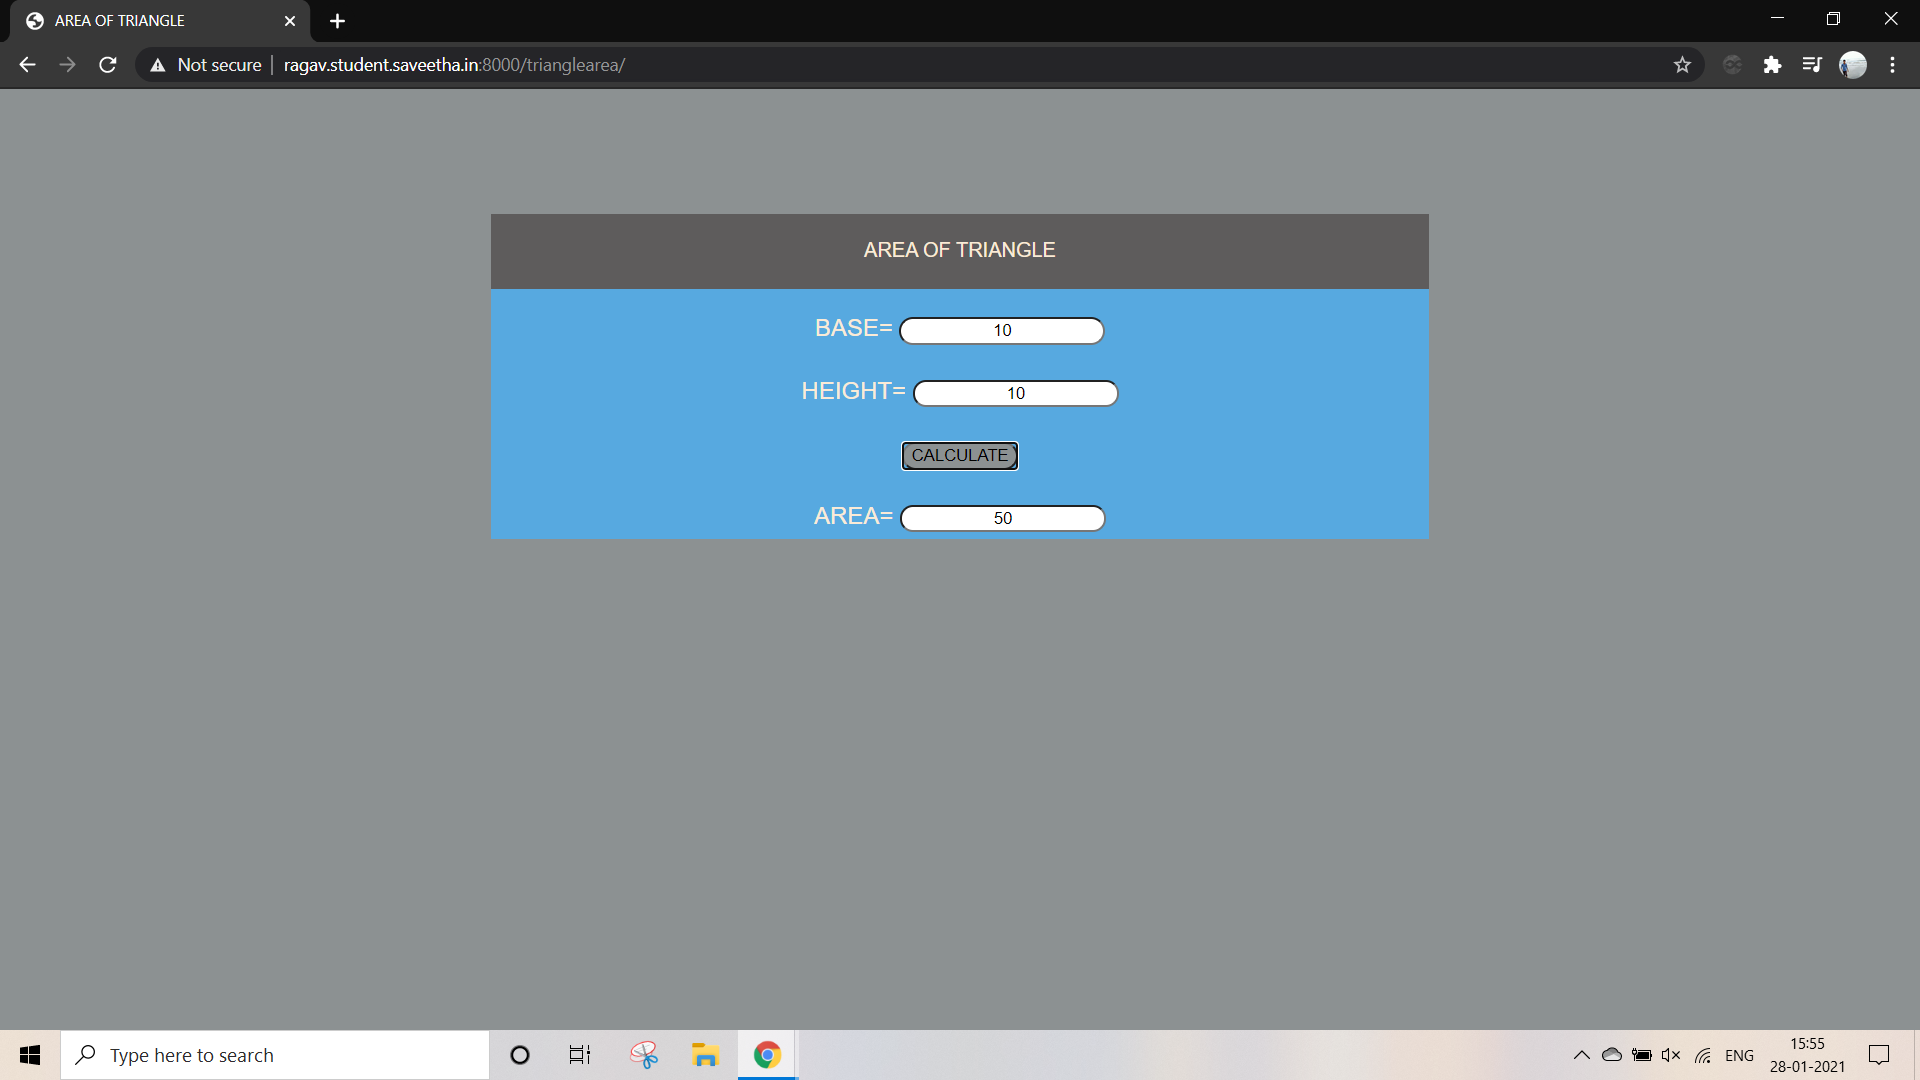 AREA OF TRIANGLE
Not secure
ragav.student.saveetha.in:8000/trianglearea/
AREA OF TRIANGLE
BASE= 10
HEIGHT= 10
CALCULATE
AREA= 50
Type here to search
ENG
15:55
28-01-2021